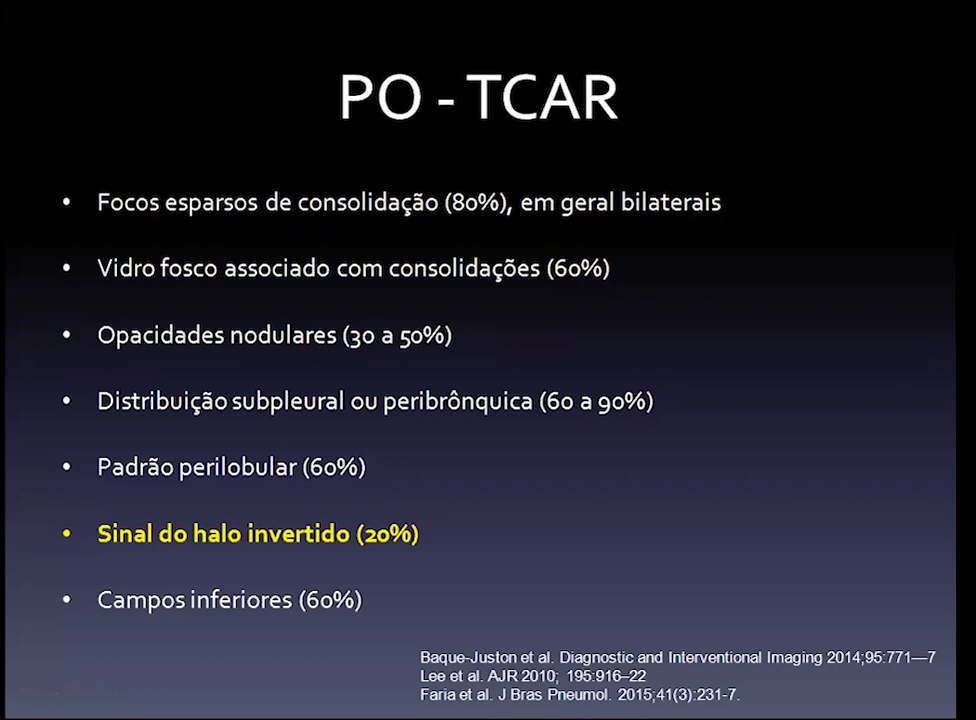 PO - TCAR
• Focos esparsos de consolidação (80%), em geral bilaterais
• Vidro fosco associado com consolidações (60%)
• Opacidades nodulares (30 a 50%)
• Distribuição subpleural ou peribrônquica (60 a 90%)
• Padrão perilobular (60%)
• Sinal do halo invertido (20%)
• Campos inferiores (60%)
Baque-Juston et al. Diagnostic and Interventional Imaging 2014;95:771—7
Lee et al. AJR 2010; 195:916–22
Faria et al. J Bras Pneumol. 2015;41(3):231-7.